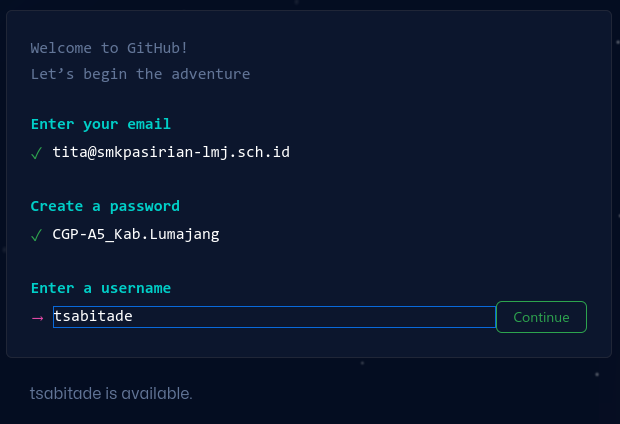 Welcome to GitHub!
Let’s begin the adventure
Enter your email
✓ tita@smkpasirian-lmj.sch.id
Create a password
✓ CGP-A5_Kab.Lumajang
Enter a username
→ tsabitade Continue
tsabitade is available.